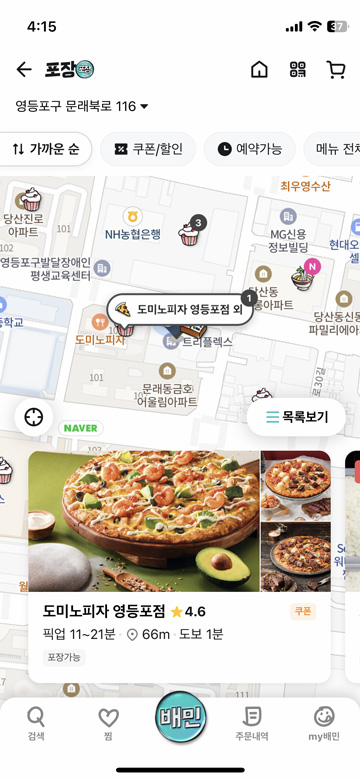 4:15
37
포장
영등포구 문래북로 116
가까운 순
쿠폰/할인
예약가능
메뉴 전체
최우영수산
당산진로
아파트
101
102
NH농협은행
3
MG신용
정보빌딩
현대오
영등포구발달장애인
평생교육센터
N
당산동
아파트
1
도미노피자 영등포점 외
당산동신동
파밀리에아
등학교
도미노피자
트리플렉스
101
102
문래동금호
어울림아파트
101
30길
NAVER
목록보기
103
도미노피자 영등포점 4.6
쿠폰
픽업 11~21분 · 66m · 도보 1분
포장가능
배민
검색
찜
주문내역
my배민